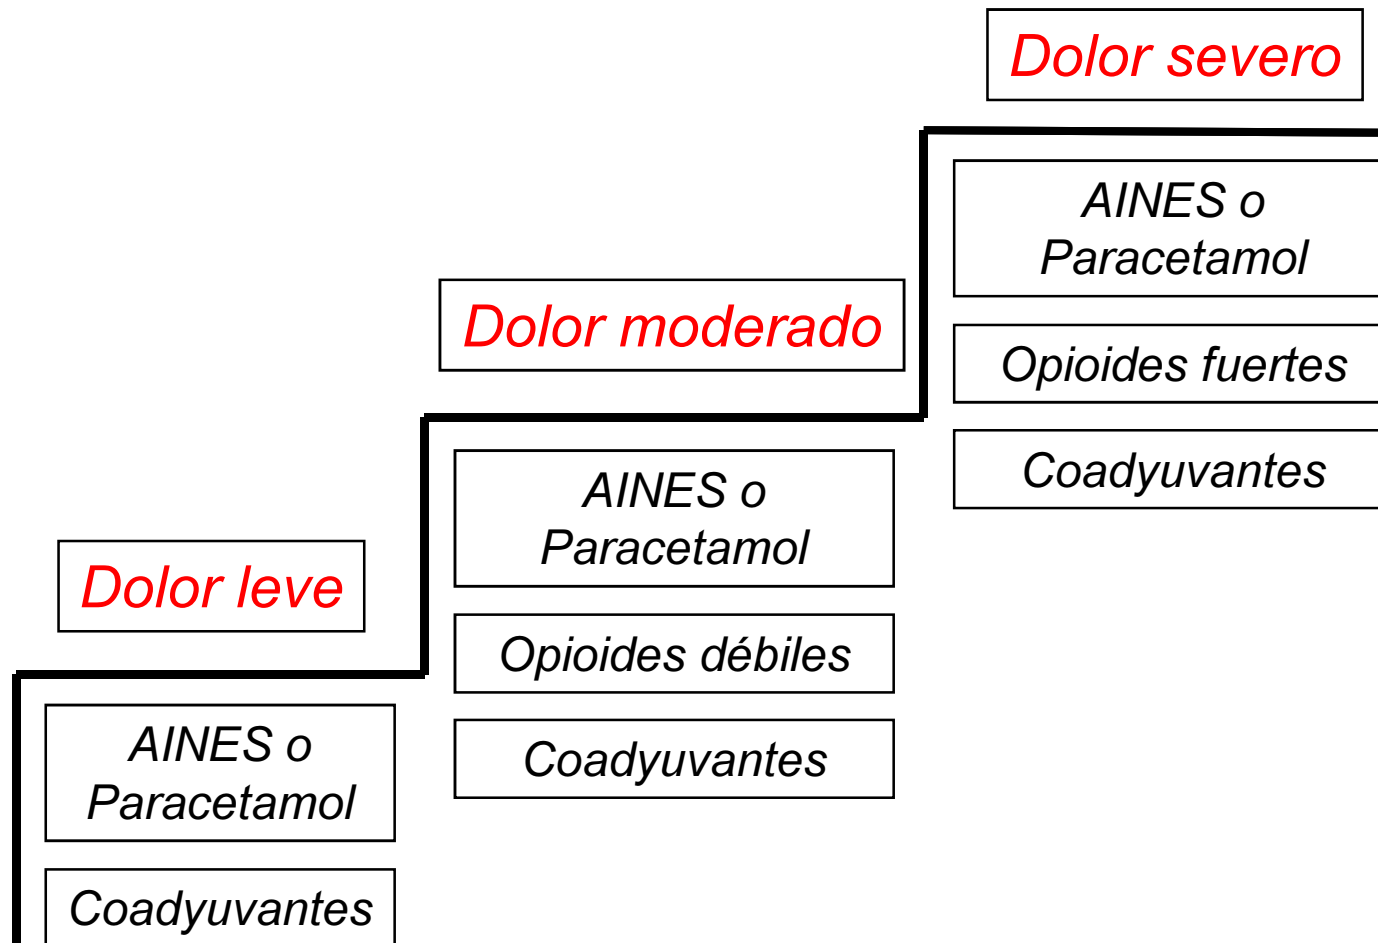 Dolor severo
AINES o
Paracetamol
Opioides fuertes
Coadyuvantes
Dolor moderado
AINES o
Paracetamol
Opioides débiles
Coadyuvantes
Dolor leve
AINES o
Paracetamol
Coadyuvantes